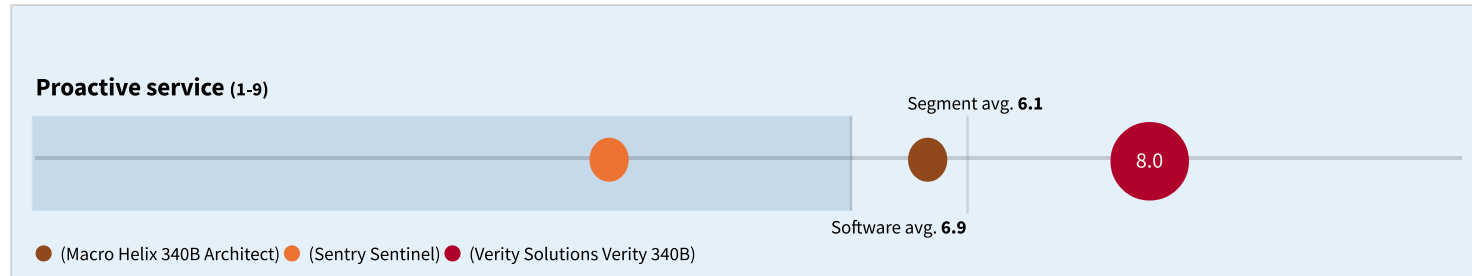 Proactive service (1-9)
Segment avg. 6.1
8.0
Software avg. 6.9
(Macro Helix 340B Architect) (Sentry Sentinel) (Verity Solutions Verity 340B)